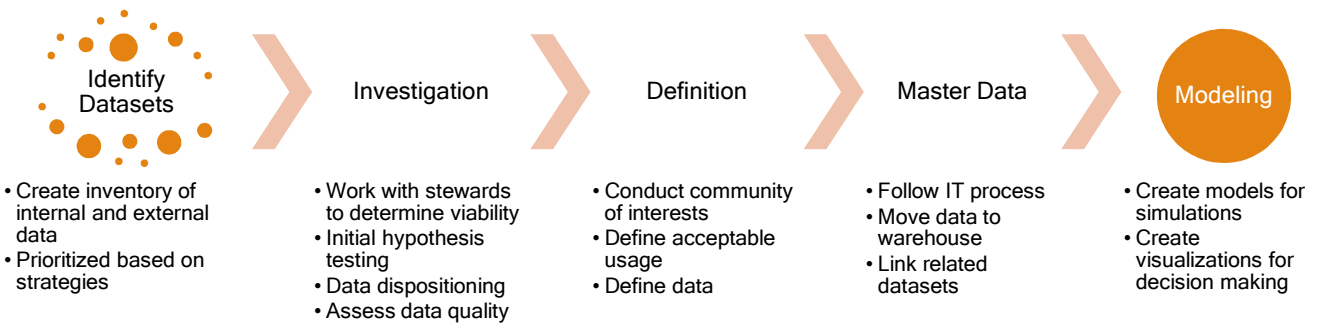 Identify
Datasets
Investigation
Definition
Master Data
Modeling
• Create inventory of
internal and external
data
• Prioritized based on
strategies
• Work with stewards
to determine viability
• Initial hypothesis
testing
• Data dispositioning
• Assess data quality
• Conduct community
of interests
• Define acceptable
usage
• Define data
• Follow IT process
• Move data to
warehouse
• Link related
datasets
• Create models for
simulations
• Create
visualizations for
decision making